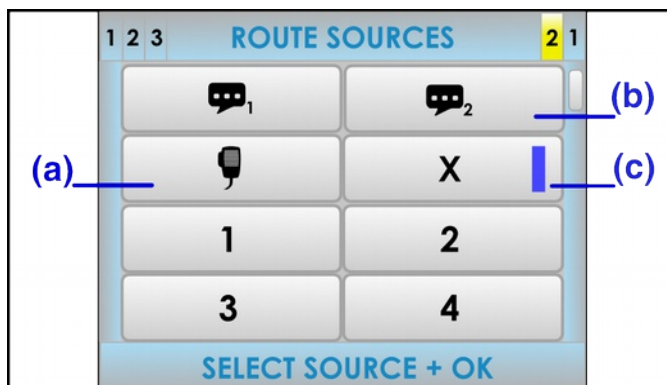 1 2 3 ROUTE SOURCES 2 1
1 2
(b)
(a) X (c)
1 2
3 4
SELECT SOURCE + OK